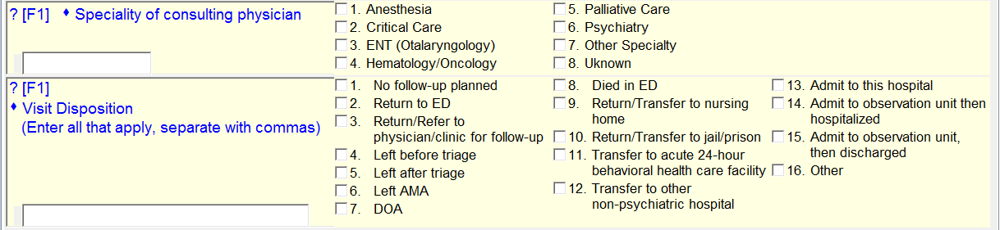 ? [F1] ♦ Speciality of consulting physician
1. Anesthesia
2. Critical Care
3. ENT (Otalaryngology)
4. Hematology/Oncology
5. Palliative Care
6. Psychiatry
7. Other Specialty
8. Uknown
? [F1]
♦ Visit Disposition
(Enter all that apply, separate with commas)
1. No follow-up planned
2. Return to ED
3. Return/Refer to
physician/clinic for follow-up
4. Left before triage
5. Left after triage
6. Left AMA
7. DOA
8. Died in ED
9. Return/Transfer to nursing
home
10. Return/Transfer to jail/prison
11. Transfer to acute 24-hour
behavioral health care facility
12. Transfer to other
non-psychiatric hospital
13. Admit to this hospital
14. Admit to observation unit then
hospitalized
15. Admit to observation unit,
then discharged
16. Other